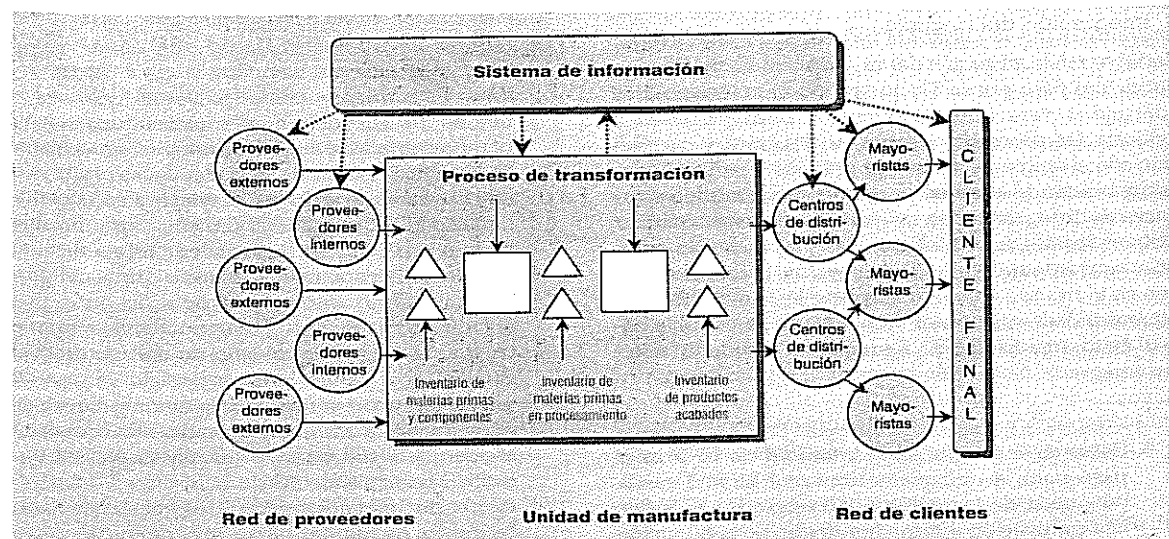 Sistema de información
Provee-
dores
externos
Provee-
dores
internos
Provee-
dores
externos
Provee-
dores
internos
Provee-
dores
externos
Proceso de transformación
Inventario de
materias primas
y componentes
Inventario de
materias primas
en procesamiento
Inventario
de productos
acabados
Centros
de distri-
bución
Centros
de distri-
bución
Mayo-
ristas
Mayo-
ristas
Mayo-
ristas
CLIENTE FINAL
Red de proveedores
Unidad de manufactura
Red de clientes